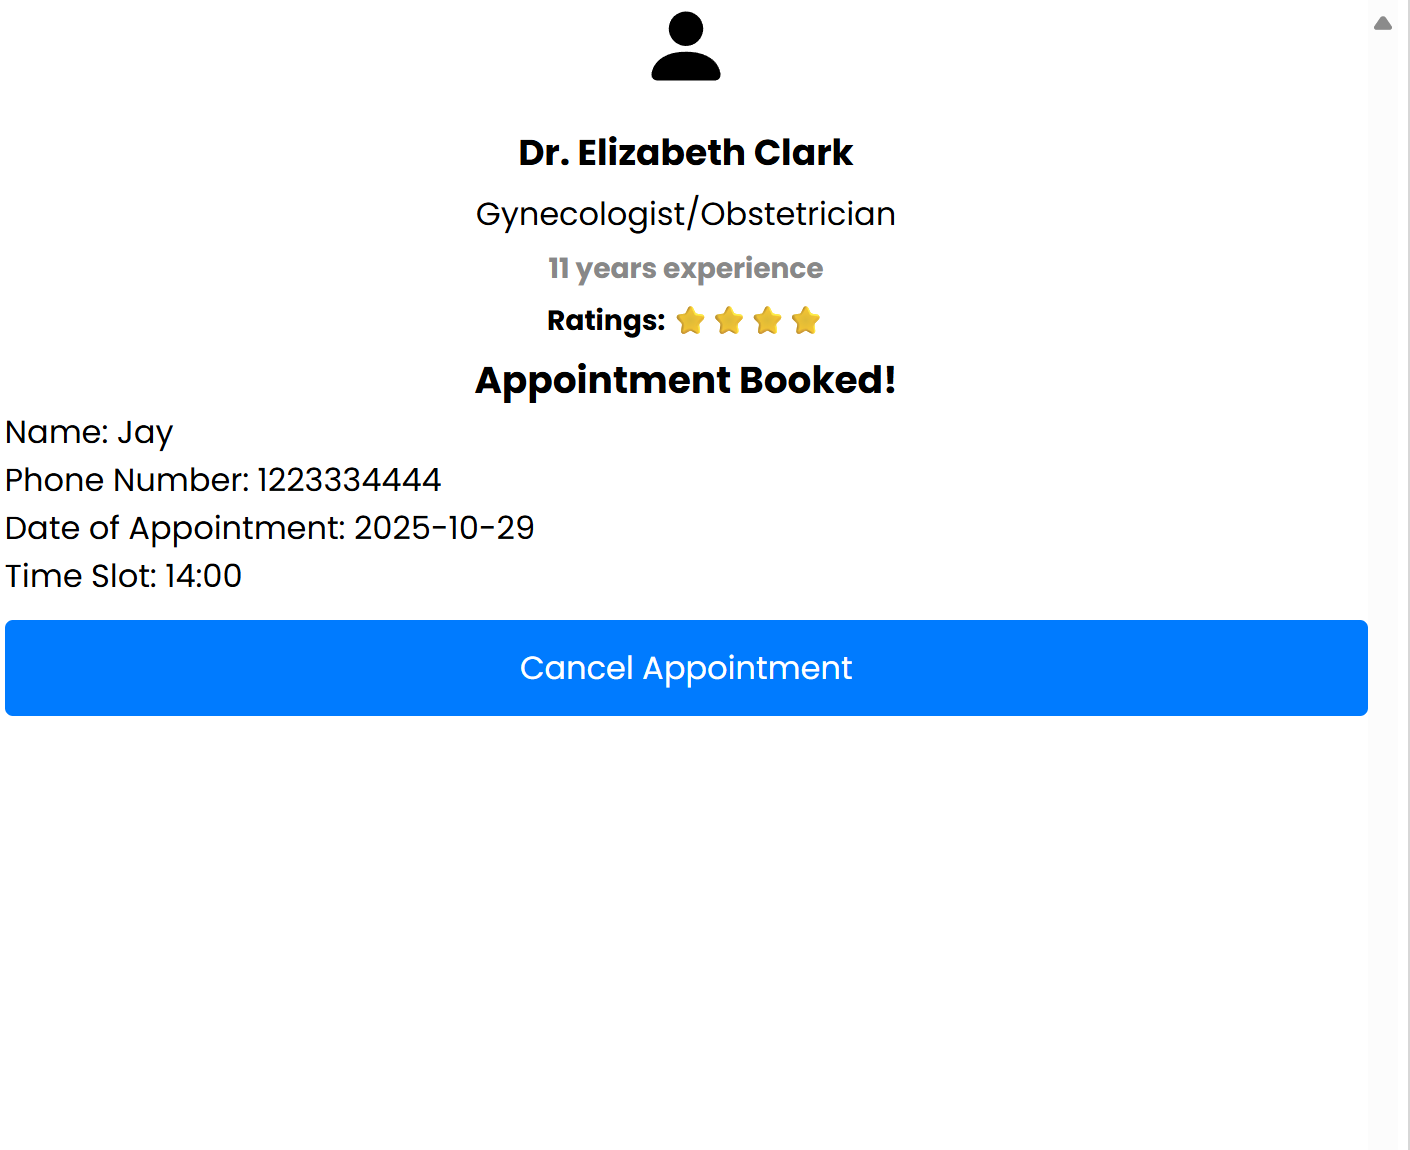 Dr. Elizabeth Clark
Gynecologist/Obstetrician
11 years experience
Ratings: ⭐⭐⭐⭐
Appointment Booked!
Name: Jay
Phone Number: 1223334444
Date of Appointment: 2025-10-29
Time Slot: 14:00
Cancel Appointment